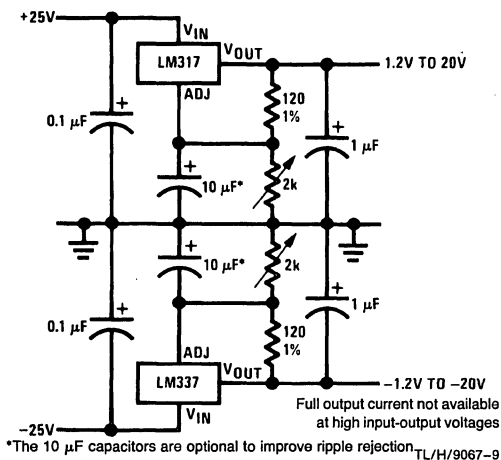 +25V
VIN
LM317
VOUT
1.2V TO 20V
ADJ
120
1%
0.1 μF
+
+
1 μF
+
10 μF*
2k
+
10 μF*
2k
+
0.1 μF
+
1 μF
120
1%
ADJ
LM337
VOUT
−1.2V TO −20V
VIN
Full output current not available
at high input-output voltages
−25V
*The 10 μF capacitors are optional to improve ripple rejection
TL/H/9067–9